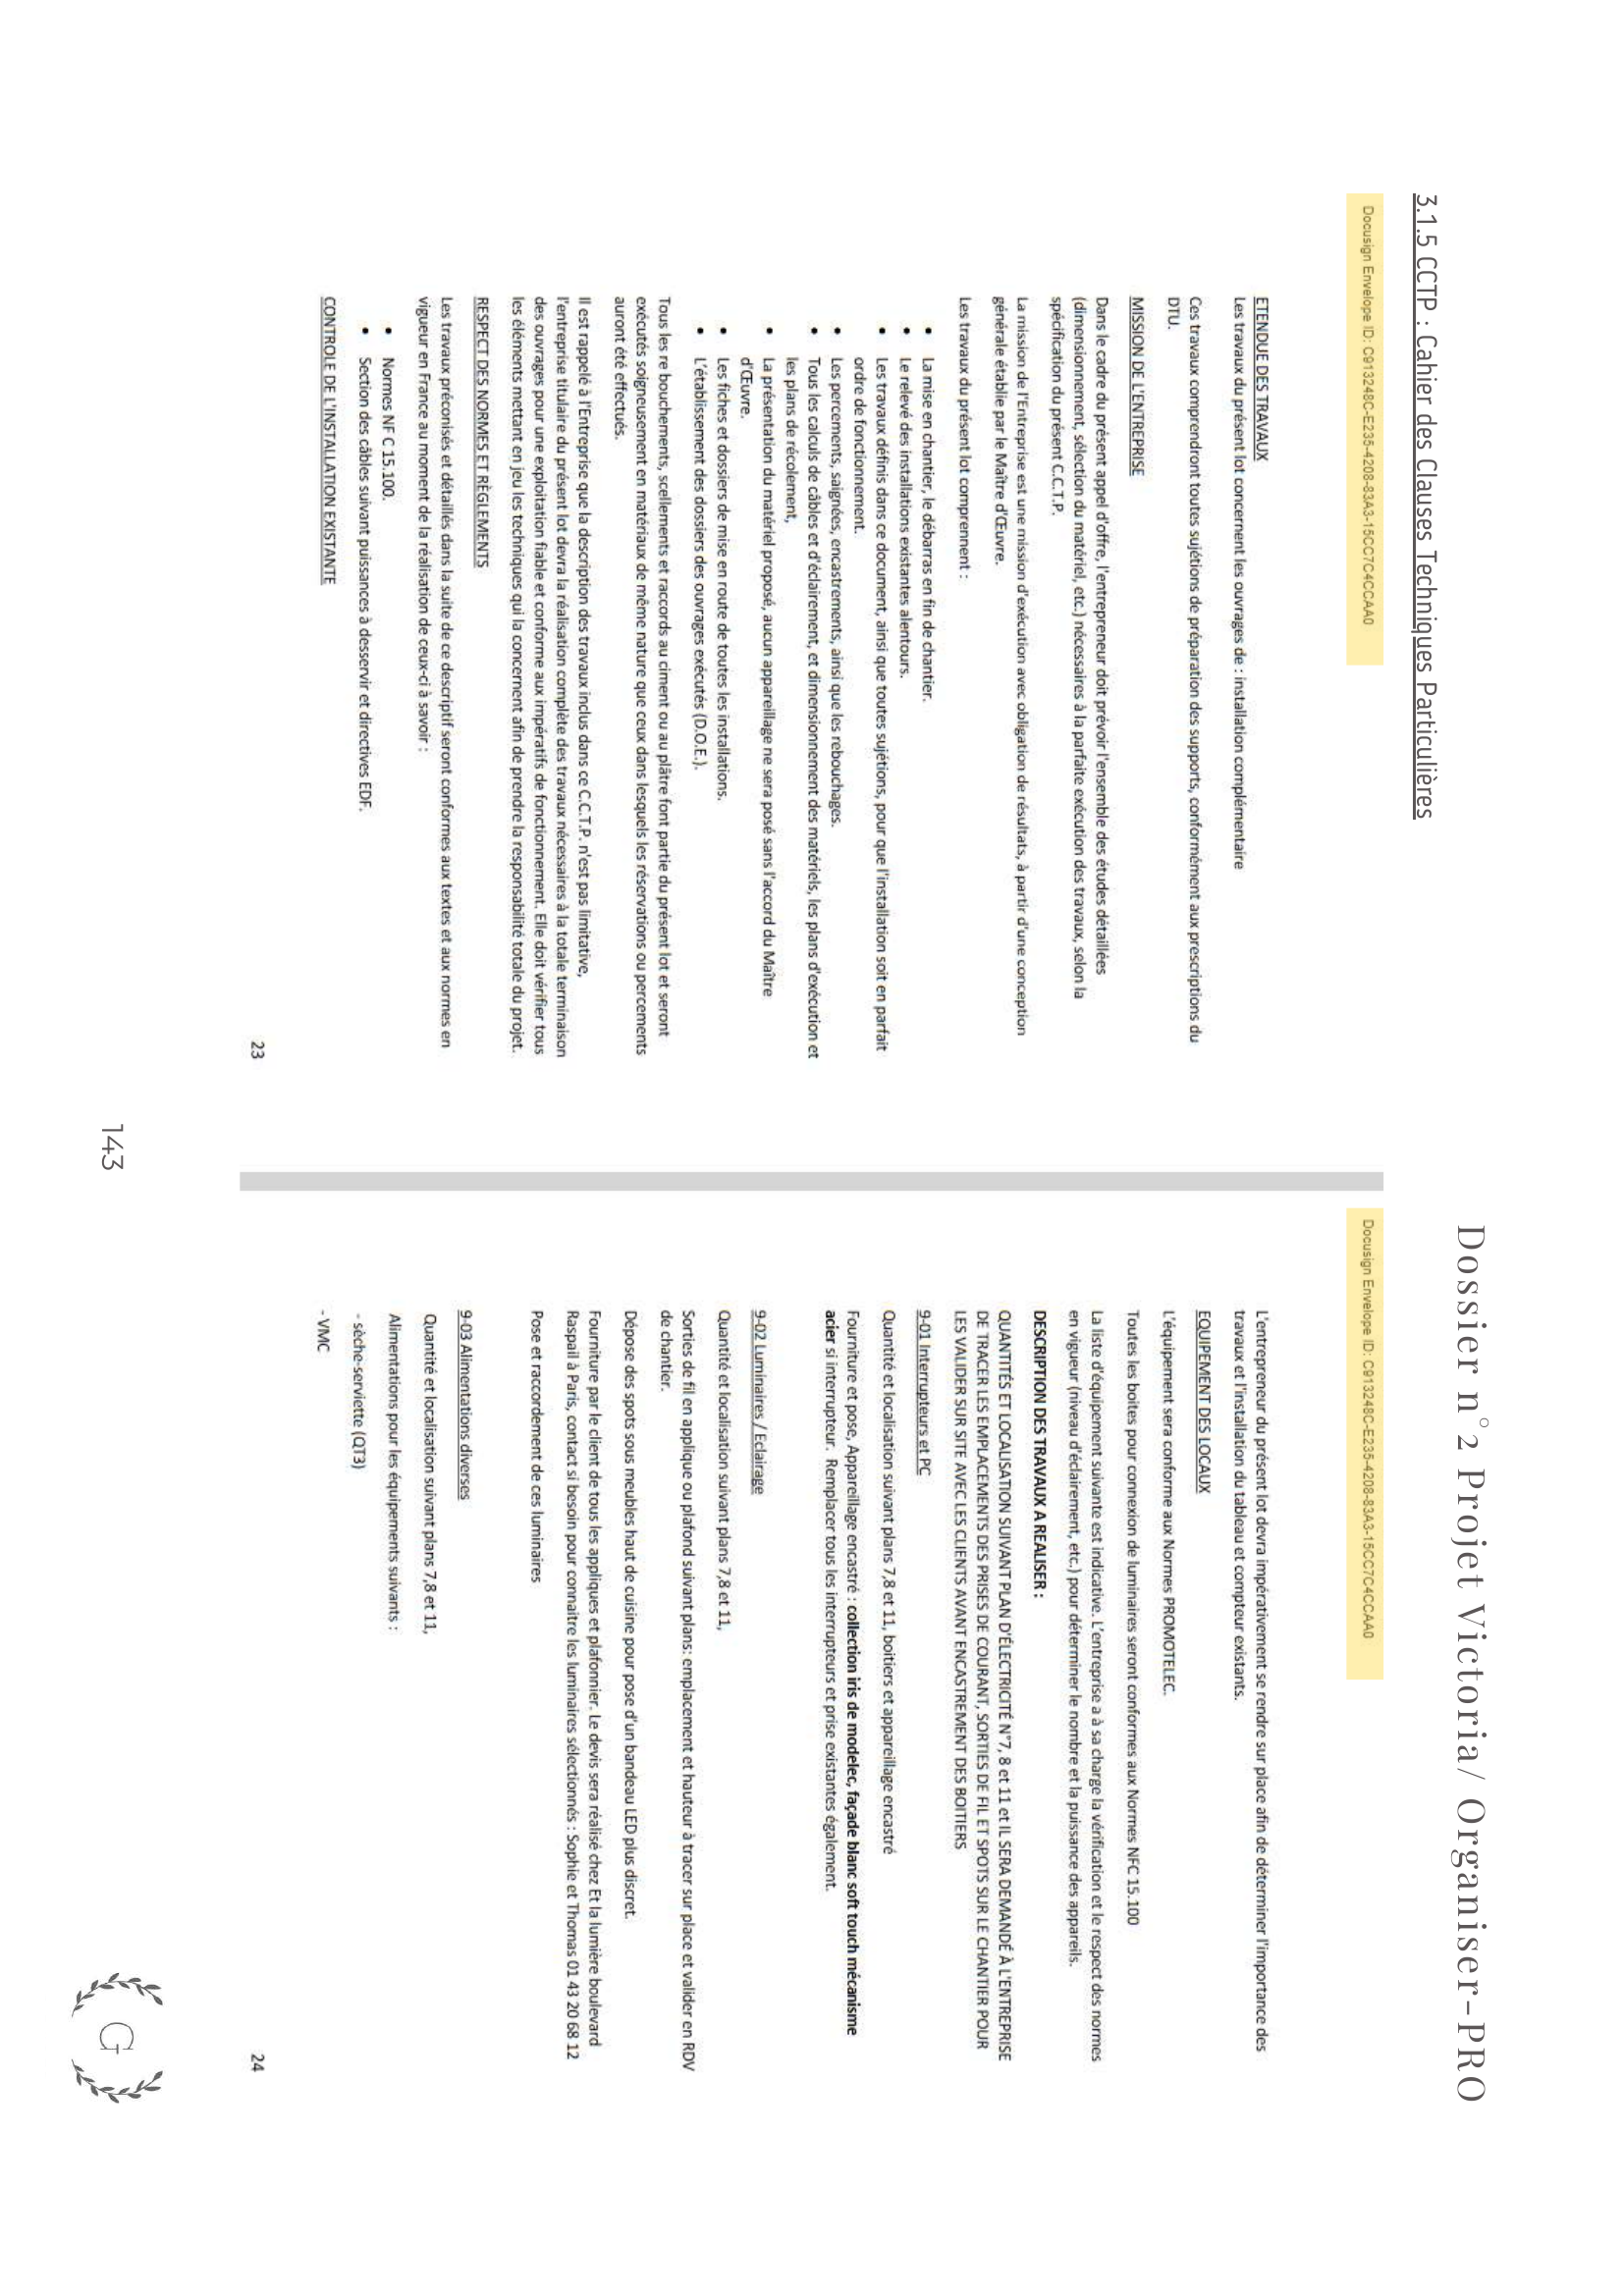 Dossier n°2 Projet Victoria/ Organiser-PRO
3.1.5 CCTP : Cahier des Clauses Techniques Particulières
Docusign Envelope ID: C913248C-E235-4208-83A3-15CC7C4CCAA0
ETENDUE DES TRAVAUX
Les travaux du présent lot concernent les ouvrages de : installation complémentaire
Ces travaux comprendront toutes sujétions de préparation des supports, conformément aux prescriptions du
DTU.
MISSION DE L'ENTREPRISE
Dans le cadre du présent appel d'offre, l'entrepreneur doit prévoir l'ensemble des études détaillées
(dimensionnement, sélection du matériel, etc.) nécessaires à la parfaite exécution des travaux, selon la
spécification du présent C.C.T.P.
La mission de l'Entreprise est une mission d'exécution avec obligation de résultats, à partir d'une conception
générale établie par le Maître d'Œuvre.
Les travaux du présent lot comprennent :
• La mise en chantier, le débarras en fin de chantier.
• Le relevé des installations existantes alentours.
• Les travaux définis dans ce document, ainsi que toutes sujétions, pour que l'installation soit en parfait
ordre de fonctionnement.
• Les percements, saignées, encastrements, ainsi que les rebouchages.
• Tous les calculs de câbles et d'éclairement, et dimensionnement des matériels, les plans d'exécution et
les plans de récolement,
• La présentation du matériel proposé, aucun appareillage ne sera posé sans l'accord du Maître
d'Œuvre.
• Les fiches et dossiers de mise en route de toutes les installations.
• L'établissement des dossiers des ouvrages exécutés (D.O.E.).
Tous les re bouchements, scellements et raccords au ciment ou au plâtre font partie du présent lot et seront
exécutés soigneusement en matériaux de même nature que ceux dans lesquels les réservations ou percements
auront été effectués.
Il est rappelé à l'Entreprise que la description des travaux inclus dans ce C.C.T.P. n'est pas limitative,
l'entreprise titulaire du présent lot devra la réalisation complète des travaux nécessaires à la totale terminaison
des ouvrages pour une exploitation fiable et conforme aux impératifs de fonctionnement. Elle doit vérifier tous
les éléments mettant en jeu les techniques qui la concernent afin de prendre la responsabilité totale du projet.
RESPECT DES NORMES ET RÈGLEMENTS
Les travaux préconisés et détaillés dans la suite de ce descriptif seront conformes aux textes et aux normes en
vigueur en France au moment de la réalisation de ceux-ci à savoir :
• Normes NF C 15.100.
• Section des câbles suivant puissances à desservir et directives EDF.
CONTROLE DE L'INSTALLATION EXISTANTE
23
Docusign Envelope ID: C913248C-E235-4208-83A3-15CC7C4CCAA0
L'entrepreneur du présent lot devra impérativement se rendre sur place afin de déterminer l'importance des
travaux et l'installation du tableau et compteur existants.
EQUIPEMENT DES LOCAUX
L'équipement sera conforme aux Normes PROMOTELEC.
Toutes les boites pour connexion de luminaires seront conformes aux Normes NFC 15.100
La liste d'équipement suivante est indicative. L'entreprise a à sa charge la vérification et le respect des normes
en vigueur (niveau d'éclairement, etc.) pour déterminer le nombre et la puissance des appareils.
DESCRIPTION DES TRAVAUX A REALISER :
QUANTITÉS ET LOCALISATION SUIVANT PLAN D'ÉLECTRICITÉ N°7, 8 et 11 et IL SERA DEMANDÉ À L'ENTREPRISE
DE TRACER LES EMPLACEMENTS DES PRISES DE COURANT, SORTIES DE FIL ET SPOTS SUR LE CHANTIER POUR
LES VALIDER SUR SITE AVEC LES CLIENTS AVANT ENCASTREMENT DES BOITIERS
9-01 Interrupteurs et PC
Quantité et localisation suivant plans 7,8 et 11, boitiers et appareillage encastré
Fourniture et pose, Appareillage encastré : collection iris de modelec, façade blanc soft touch mécanisme
acier si interrupteur. Remplacer tous les interrupteurs et prise existantes également.
9-02 Luminaires / Eclairage
Quantité et localisation suivant plans 7,8 et 11,
Sorties de fil en applique ou plafond suivant plans: emplacement et hauteur à tracer sur place et valider en RDV
de chantier.
Dépose des spots sous meubles haut de cuisine pour pose d'un bandeau LED plus discret.
Fourniture par le client de tous les appliques et plafonnier. Le devis sera réalisé chez Et la lumière boulevard
Raspail à Paris, contact si besoin pour connaitre les luminaires sélectionnés : Sophie et Thomas 01 43 20 68 12
Pose et raccordement de ces luminaires
9-03 Alimentations diverses
Quantité et localisation suivant plans 7,8 et 11,
Alimentations pour les équipements suivants :
- sèche-serviette (QT3)
- VMC
24
143
G